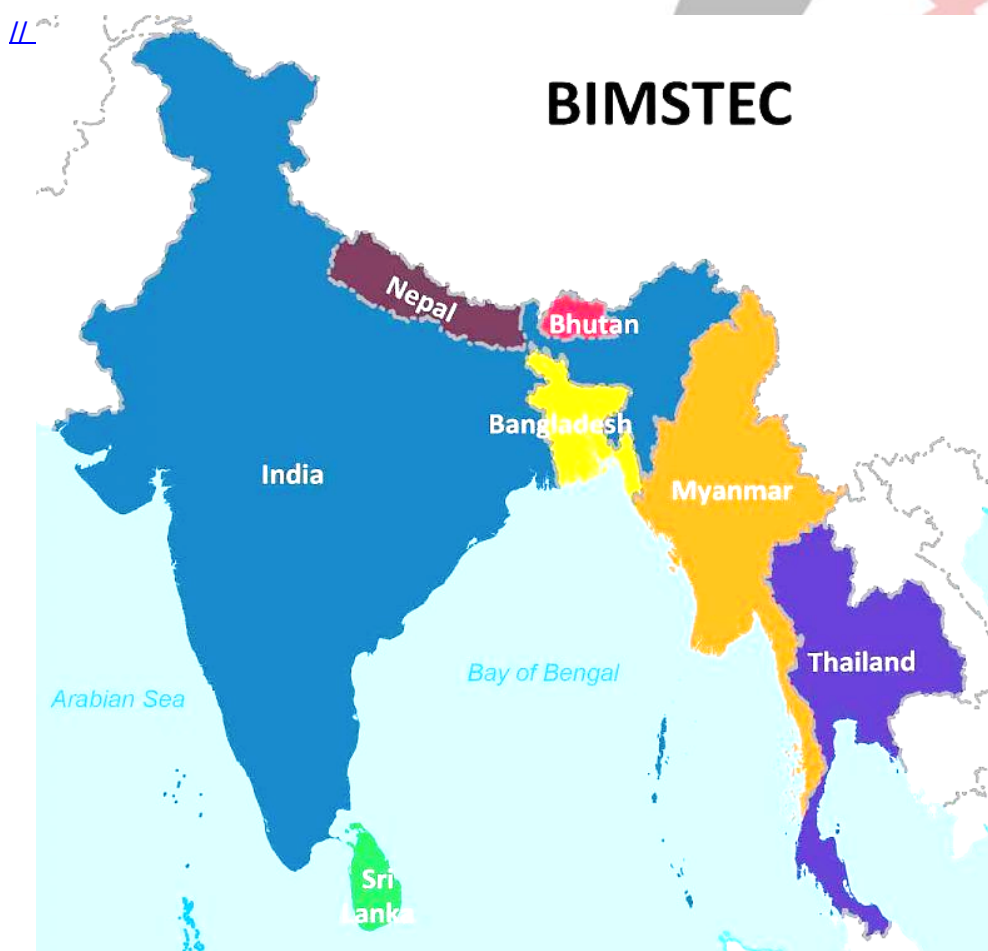 //
BIMSTEC
Nepal
Bhutan
Bangladesh
India
Myanmar
Thailand
Bay of Bengal
Arabian Sea
Sri
Lanka